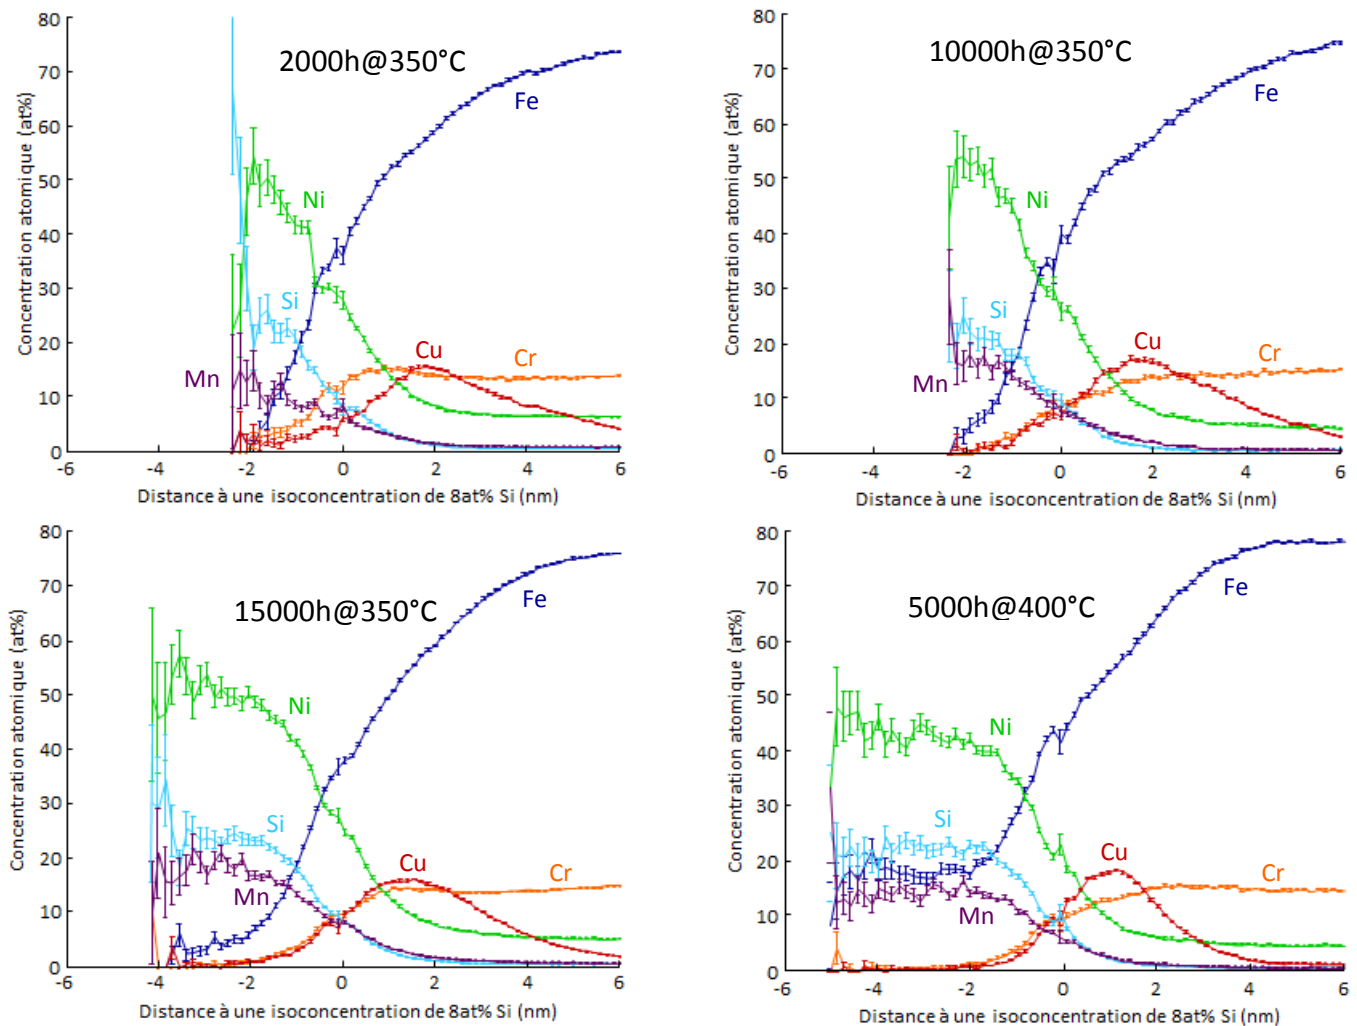 2000h@350°C
Concentration atomique (at%)
80
70
60
50
40
30
20
10
0
Fe
Ni
Si
Mn
Cu
Cr
-6
-4
-2
0
2
4
6
Distance à une isoconcentration de 8at% Si (nm)
10000h@350°C
Concentration atomique (at%)
80
70
60
50
40
30
20
10
0
Fe
Ni
Si
Mn
Cu
Cr
-6
-4
-2
0
2
4
6
Distance à une isoconcentration de 8at% Si (nm)
15000h@350°C
Concentration atomique (at%)
80
70
60
50
40
30
20
10
0
Fe
Ni
Si
Mn
Cu
Cr
-6
-4
-2
0
2
4
6
Distance à une isoconcentration de 8at% Si (nm)
5000h@400°C
Concentration atomique (at%)
80
70
60
50
40
30
20
10
0
Fe
Ni
Si
Mn
Cu
Cr
-6
-4
-2
0
2
4
6
Distance à une isoconcentration de 8at% Si (nm)